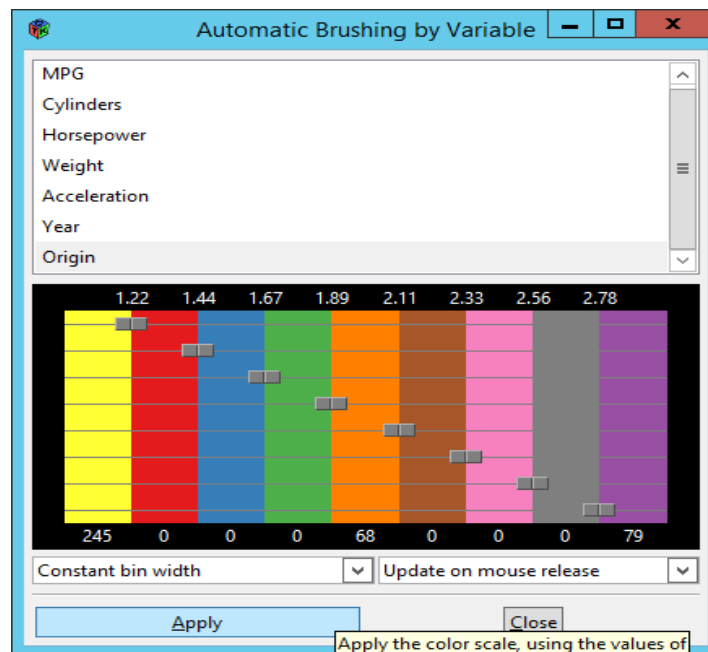 Automatic Brushing by Variable
MPG
Cylinders
Horsepower
Weight
Acceleration
Year
Origin
1.22 1.44 1.67 1.89 2.11 2.33 2.56 2.78
245 0 0 0 68 0 0 0 79
Constant bin width Update on mouse release
Apply Close
Apply the color scale, using the values of